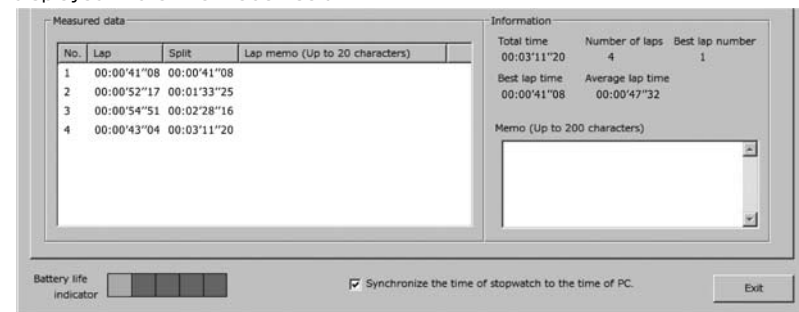 Measured data
No. Lap Split Lap memo (Up to 20 characters)
1 00:00'41"08 00:00'41"08
2 00:00'52"17 00:01'33"25
3 00:00'54"51 00:02'28"16
4 00:00'43"04 00:03'11"20
Information
Total time Number of laps Best lap number
00:03'11"20 4 1
Best lap time Average lap time
00:00'41"08 00:00'47"32
Memo (Up to 200 characters)
Battery life
indicator
Synchronize the time of stopwatch to the time of PC.
Exit